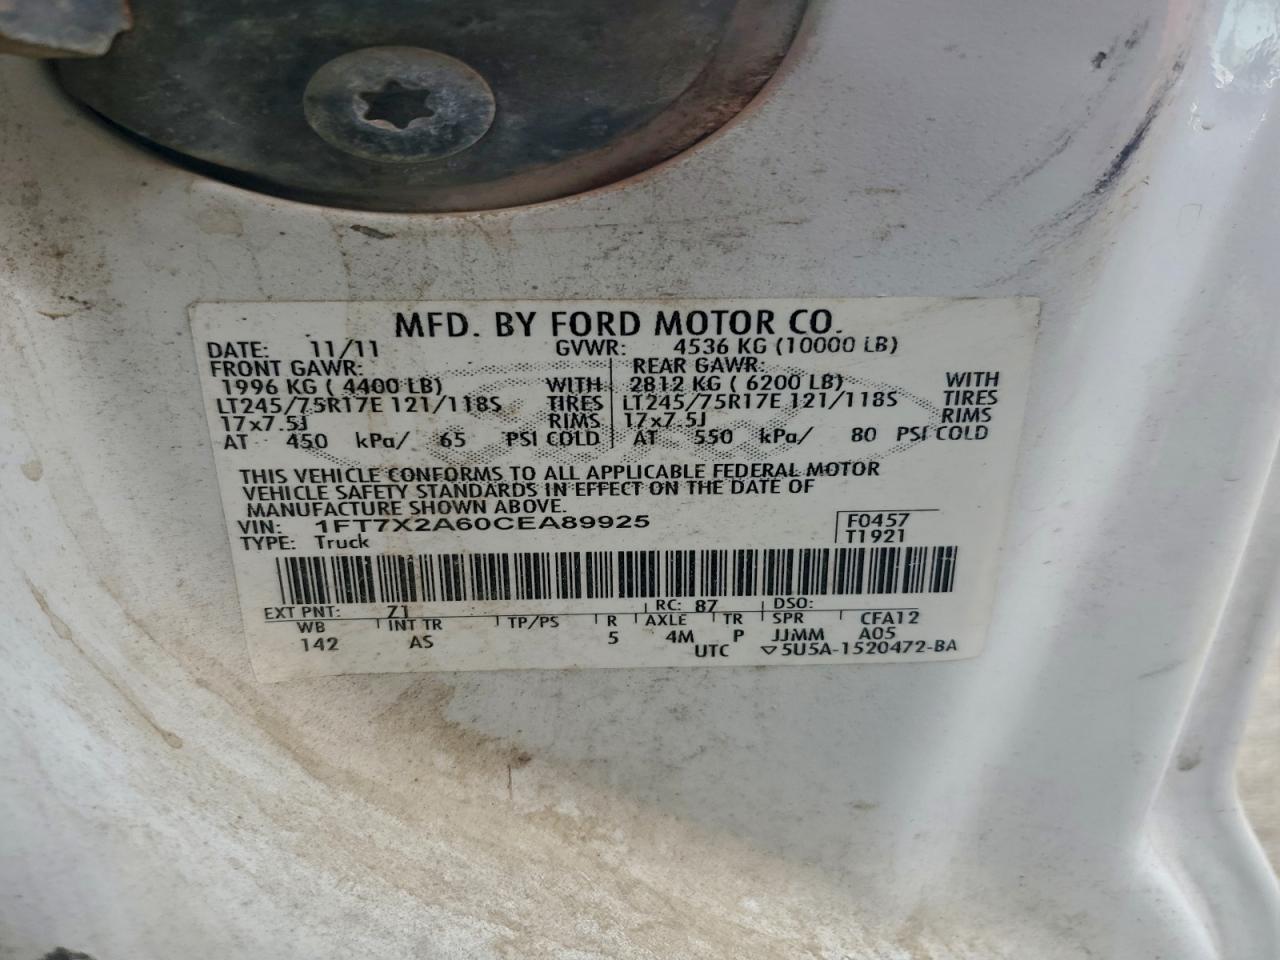 MFD. BY FORD MOTOR CO.
DATE: 11/11 GVWR: 4536 KG (10000 LB)
FRONT GAWR: REAR GAWR:
1996 KG ( 4400 LB) WITH 2812 KG ( 6200 LB) WITH
LT245/75R17E 121/118S TIRES LT245/75R17E 121/118S TIRES
17x7.5J RIMS 17x7.5J RIMS
AT 450 kPa/ 65 PSI COLD AT 550 kPa/ 80 PSI COLD
THIS VEHICLE CONFORMS TO ALL APPLICABLE FEDERAL MOTOR
VEHICLE SAFETY STANDARDS IN EFFECT ON THE DATE OF
MANUFACTURE SHOWN ABOVE.
VIN: 1FT7X2A60CEA89925 F0457
TYPE: Truck T1921
EXT PNT: Z1 RC: 87 DSO:
WB INT TR TP/PS R AXLE TR SPR CFA12
142 AS 5 4M P JJMM A05
UTC ▽5U5A-1520472-BA